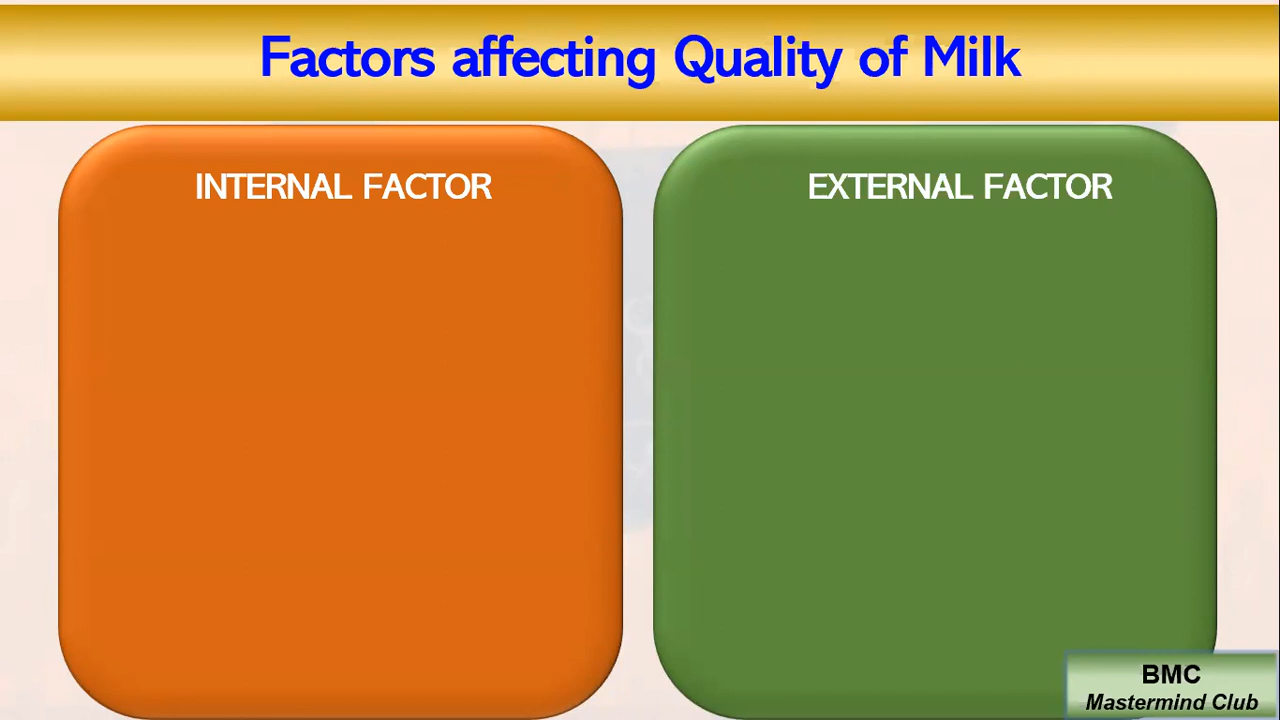 Factors affecting Quality of Milk
INTERNAL FACTOR
EXTERNAL FACTOR
BMC
Mastermind Club